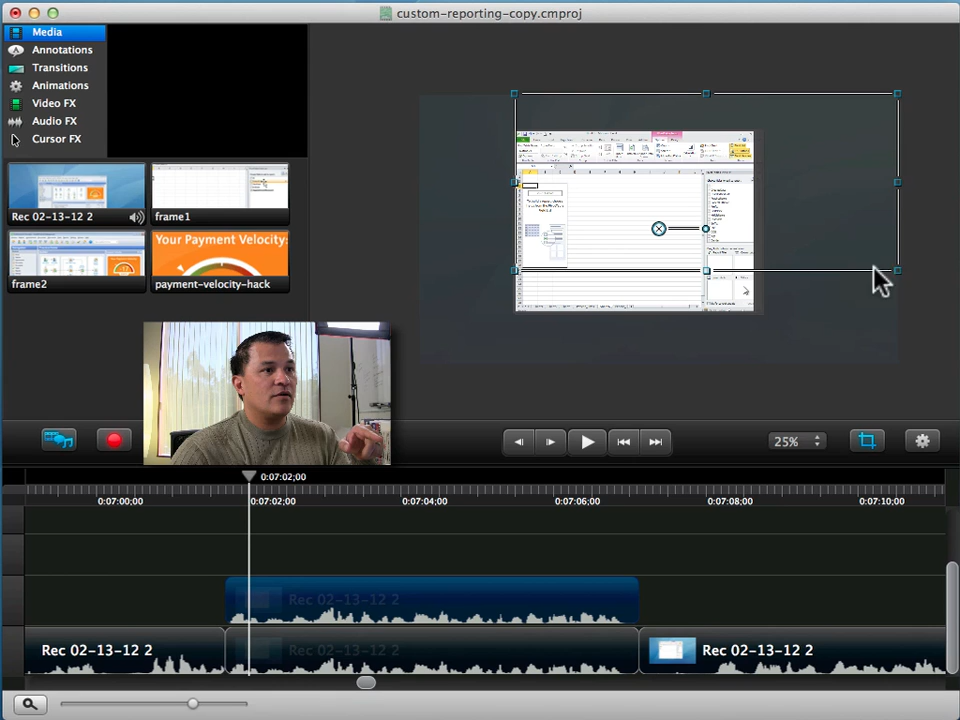 custom-reporting-copy.cmproj
Media
Annotations
Transitions
Animations
Video FX
Audio FX
Cursor FX
Rec 02-13-12 2
frame1
frame2
Your Payment Velocity
payment-velocity-hack
25%
0:07:02;00
0:07:00;00
0:07:02;00
0:07:04;00
0:07:06;00
0:07:08;00
0:07:10;00
Rec 02-13-12 2
Rec 02-13-12 2
Rec 02-13-12 2
Rec 02-13-12 2